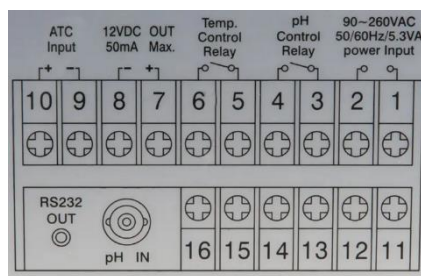 ATC Input
12VDC OUT
50mA Max.
Temp. Control Relay
pH Control Relay
90~260VAC
50/60Hz/5.3VA
power Input
+ − − +
10 9 8 7 6 5 4 3 2 1
RS232 OUT
pH IN
16 15 14 13 12 11